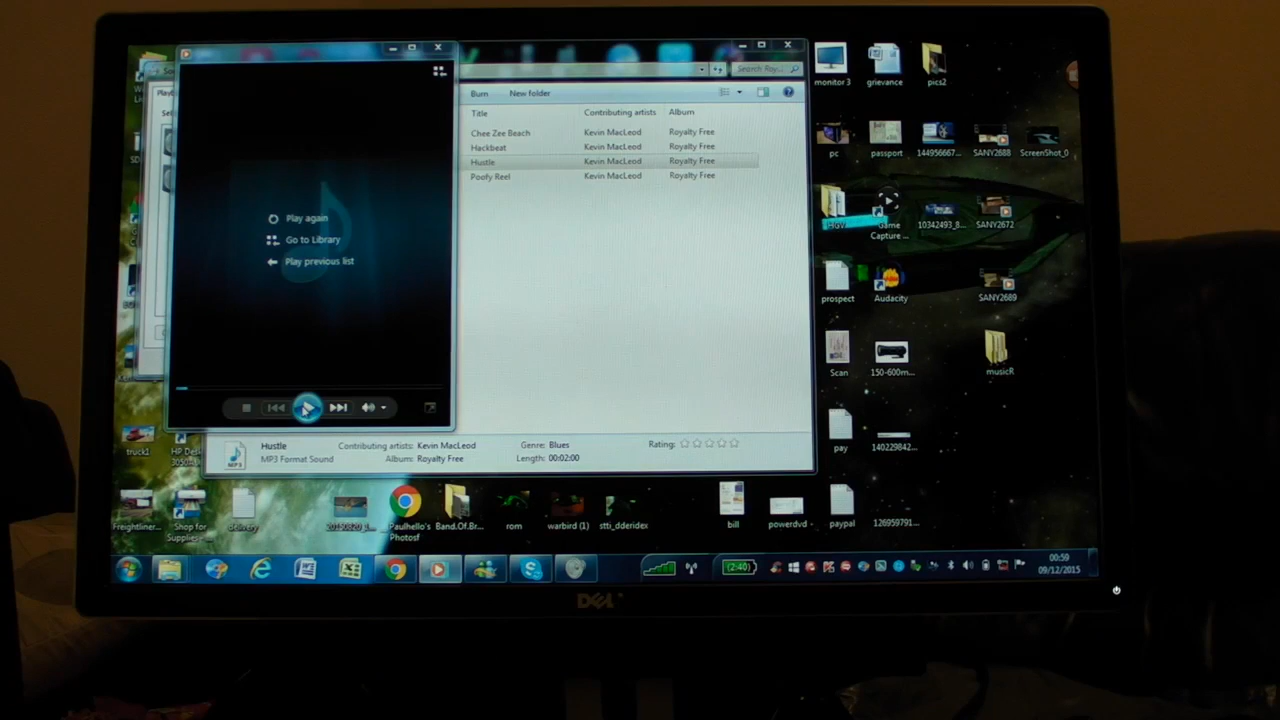 Search Roy...
Burn New folder
Title Contributing artists Album
Chee Zee Beach Kevin MacLeod Royalty Free
Hackbeat Kevin MacLeod Royalty Free
Hustle Kevin MacLeod Royalty Free
Poofy Reel Kevin MacLeod Royalty Free
Play again
Go to Library
Play previous list
Hustle Contributing artists: Kevin MacLeod Genre: Blues Rating:
MP3 Format Sound Album: Royalty Free Length: 00:02:00
MP3
monitor 3 grievance pics2
pc passport 144956667... SANY2688 ScreenShot_0
HGV Game Capture ... 10342493_8... SANY2672
prospect Audacity SANY2689
Scan 150-600m... musicR
pay 140229842...
truck1 HP Desk
3050
Freightliner... Shop for
Supplies-... delivery Paulhello's
Photosf Band.Of.Br... rom warbird (1) stti_dderidex bill powerdvd paypal 126959791...
(2:40) 00:59
09/12/2015
DELL